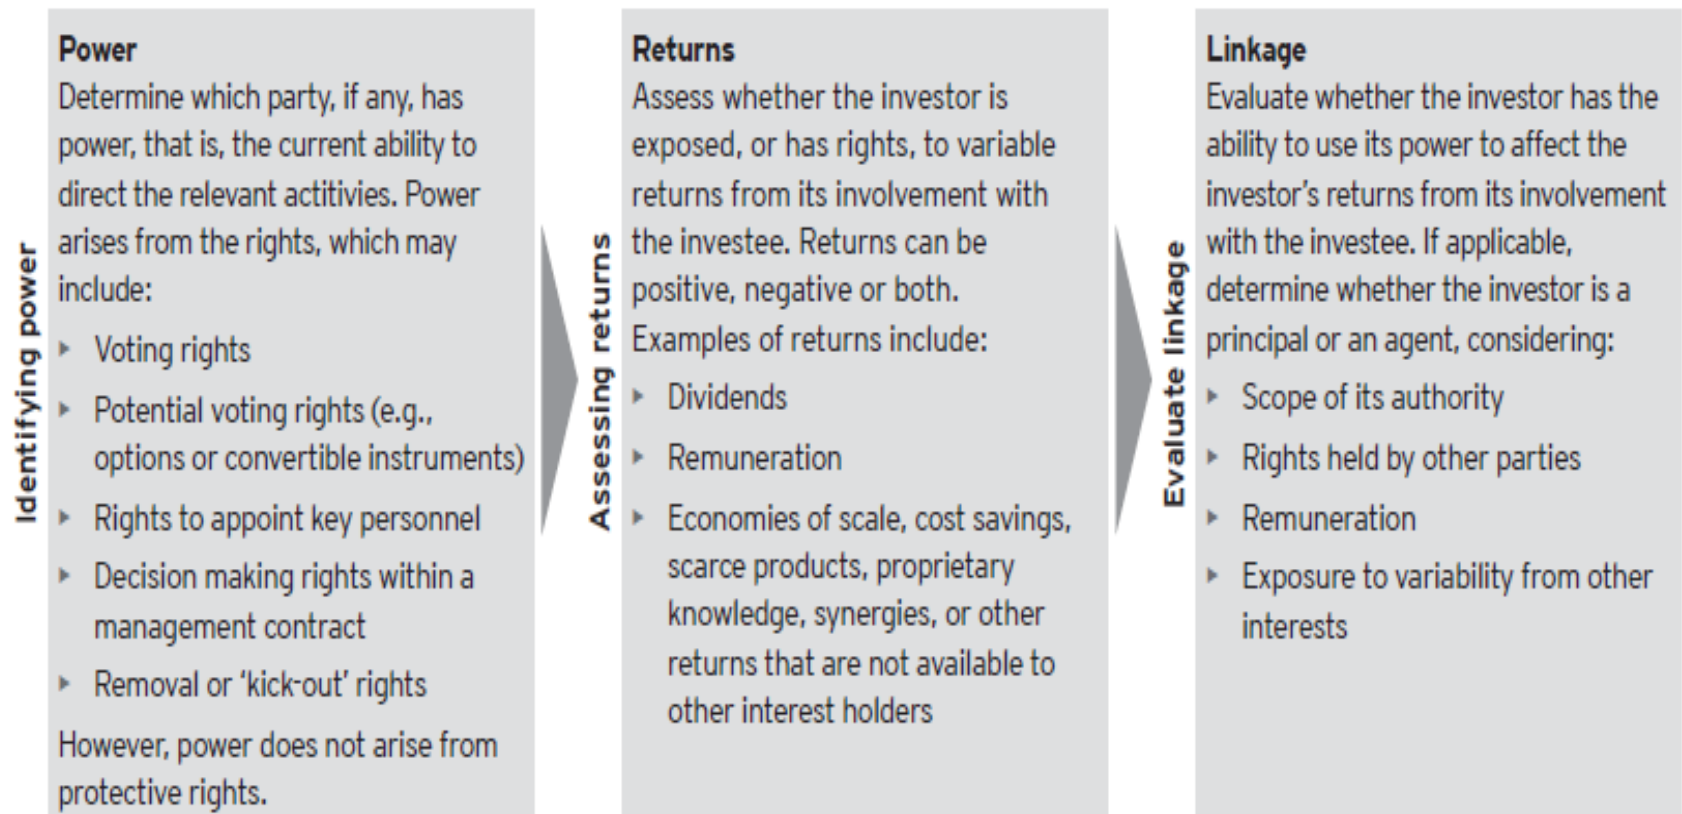 Identifying power
Power
Determine which party, if any, has
power, that is, the current ability to
direct the relevant actitivies. Power
arises from the rights, which may
include:
‣ Voting rights
‣ Potential voting rights (e.g.,
options or convertible instruments)
‣ Rights to appoint key personnel
‣ Decision making rights within a
management contract
‣ Removal or ‘kick-out’ rights
However, power does not arise from
protective rights.
Assessing returns
Returns
Assess whether the investor is
exposed, or has rights, to variable
returns from its involvement with
the investee. Returns can be
positive, negative or both.
Examples of returns include:
‣ Dividends
‣ Remuneration
‣ Economies of scale, cost savings,
scarce products, proprietary
knowledge, synergies, or other
returns that are not available to
other interest holders
Evaluate linkage
Linkage
Evaluate whether the investor has the
ability to use its power to affect the
investor’s returns from its involvement
with the investee. If applicable,
determine whether the investor is a
principal or an agent, considering:
‣ Scope of its authority
‣ Rights held by other parties
‣ Remuneration
‣ Exposure to variability from other
interests